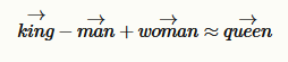 king − man + woman ≈ queen